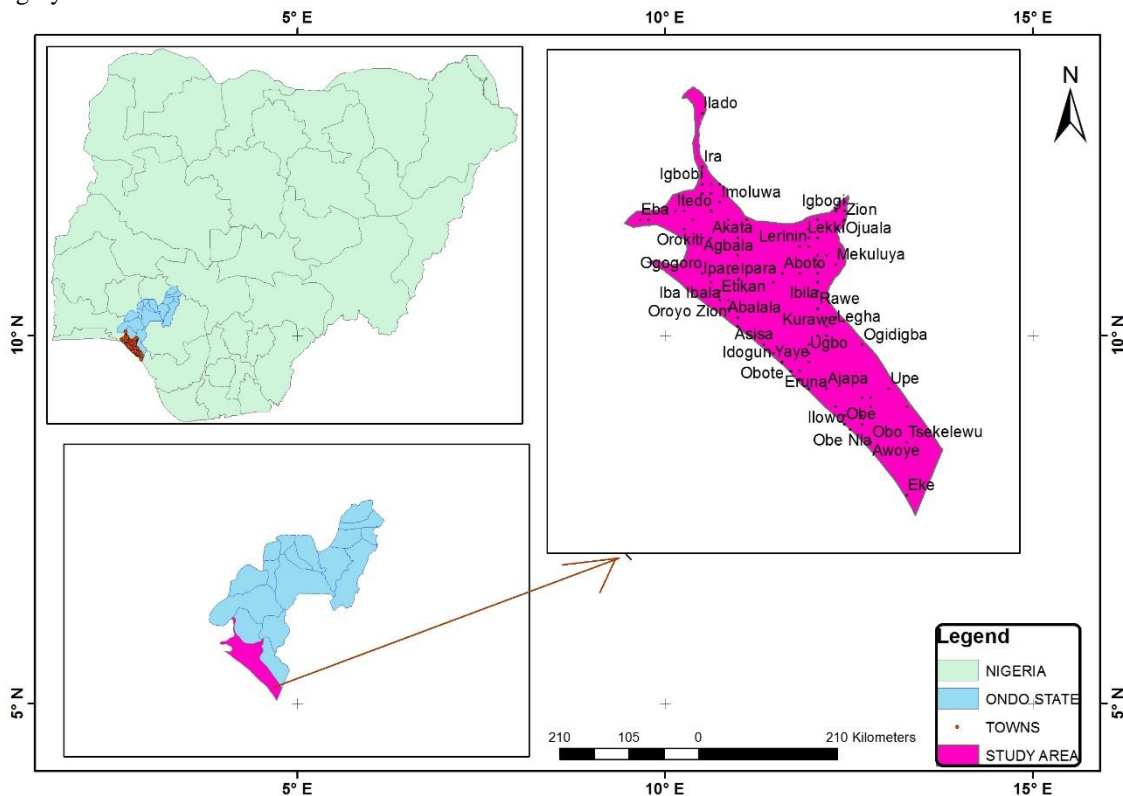 5° E
10° E
15° E
N
Ilado
Ira
Igbobi
Imoluwa
Itedo
Igbogi
Zion
Eba
Akata
Lekki
Ojuala
Lerinin
Orokiti
Agbala
Mekuluya
Ogogoro
Ipare
Ipara
Aboto
Etikan
Iba
Ibala
Ibila
Rawe
Oroyo Zion
Abalala
Legha
Kurawe
Asisa
Ugbo
Ogidigba
Idogun
Yaye
Obote
Eruna
Ajapa
Upe
Ilowo
Obe
Obo
Tsekelewu
Obe Nla
Awoye
Eke
10° N
10° N
Legend
NIGERIA
ONDO STATE
TOWNS
STUDY AREA
5° N
5° N
210 105 0 210 Kilometers
5° E
10° E
15° E